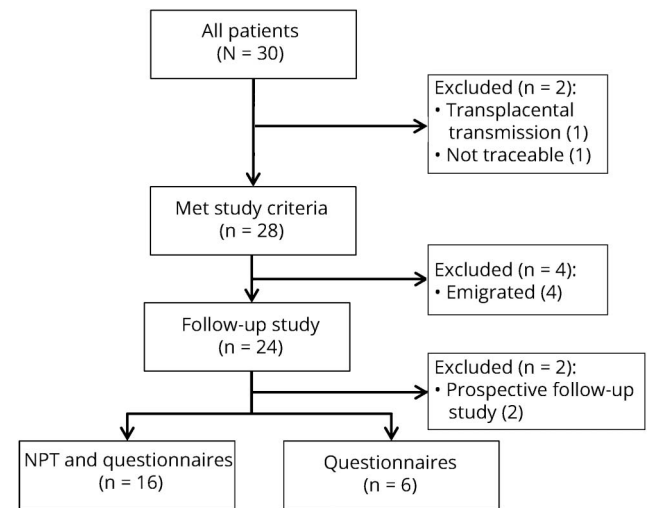 All patients
(N = 30)
Excluded (n = 2):
• Transplacental
transmission (1)
• Not traceable (1)
Met study criteria
(n = 28)
Excluded (n = 4):
• Emigrated (4)
Follow-up study
(n = 24)
Excluded (n = 2):
• Prospective follow-up
study (2)
NPT and questionnaires
(n = 16)
Questionnaires
(n = 6)